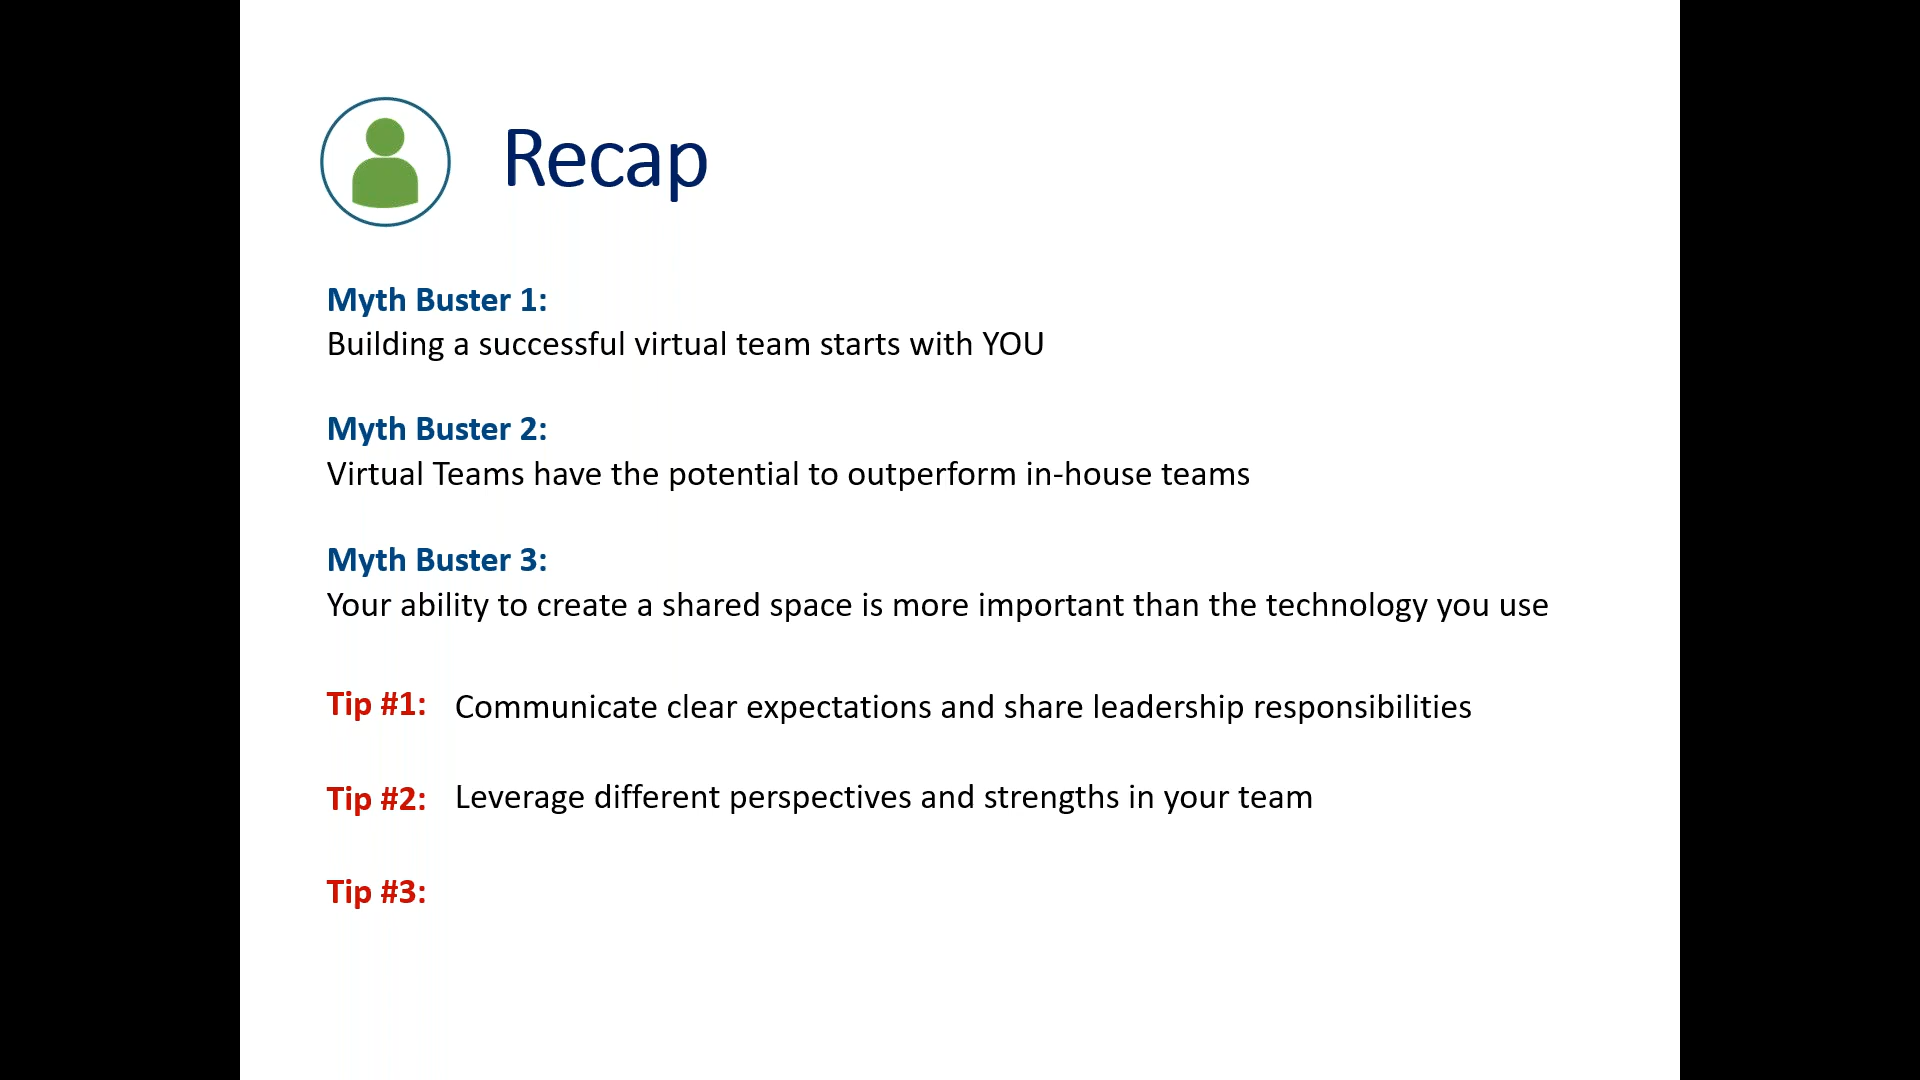 Recap
Myth Buster 1:
Building a successful virtual team starts with YOU
Myth Buster 2:
Virtual Teams have the potential to outperform in-house teams
Myth Buster 3:
Your ability to create a shared space is more important than the technology you use
Tip #1: Communicate clear expectations and share leadership responsibilities
Tip #2: Leverage different perspectives and strengths in your team
Tip #3: